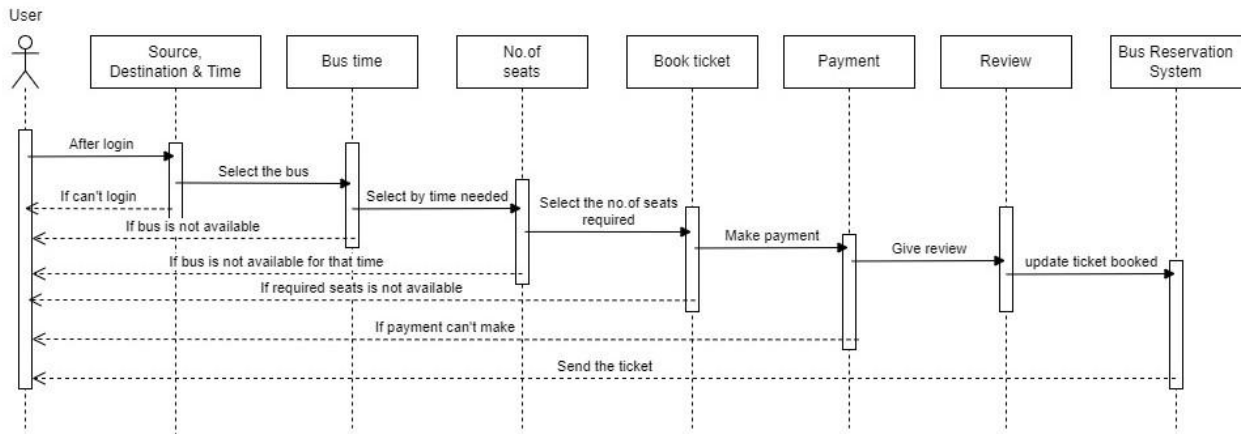 User
Source,
Destination & Time
Bus time
No.of
seats
Book ticket
Payment
Review
Bus Reservation
System
After login
Select the bus
If can't login
Select by time needed
Select the no.of seats
required
If bus is not available
Make payment
Give review
If bus is not available for that time
update ticket booked
If required seats is not available
If payment can't make
Send the ticket